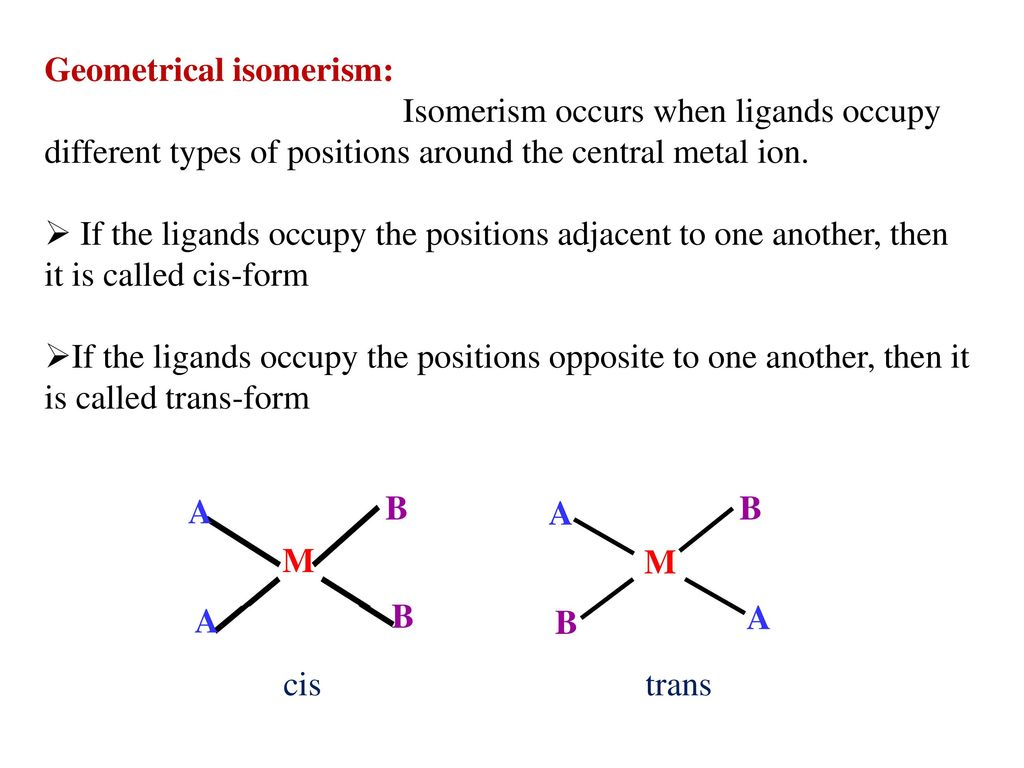 Geometrical isomerism:
Isomerism occurs when ligands occupy
different types of positions around the central metal ion.
➢ If the ligands occupy the positions adjacent to one another, then
it is called cis-form
➢If the ligands occupy the positions opposite to one another, then it
is called trans-form
A B A B
M M
A B B A
cis trans